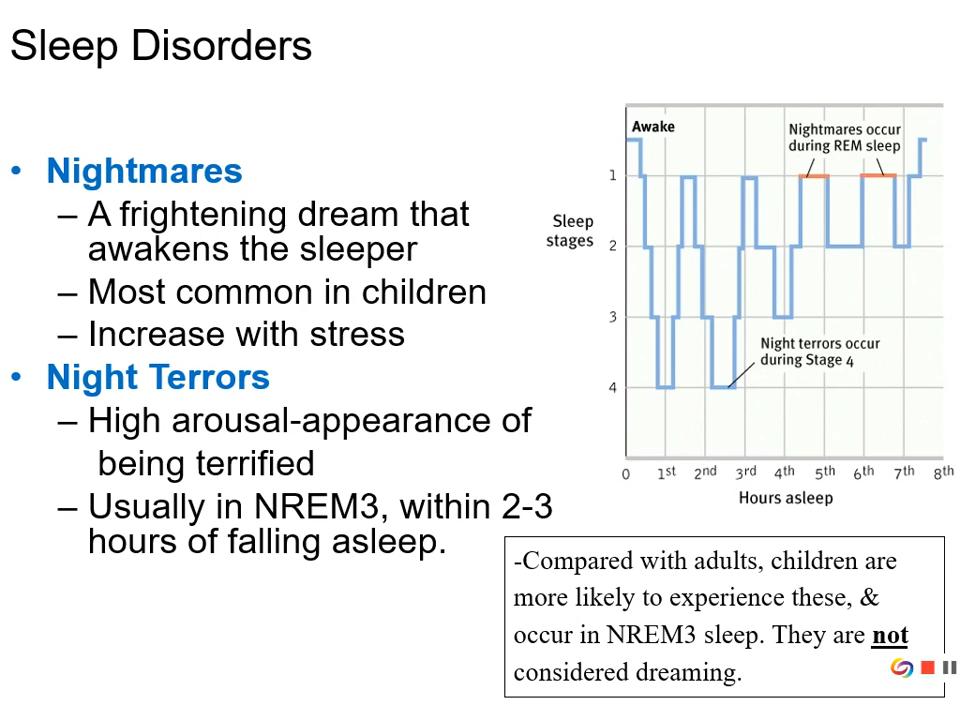 Sleep Disorders
• Nightmares
– A frightening dream that
awakens the sleeper
– Most common in children
– Increase with stress
• Night Terrors
– High arousal-appearance of
being terrified
– Usually in NREM3, within 2-3
hours of falling asleep.
Awake
Nightmares occur
during REM sleep
Sleep
stages
1
2
3
4
Night terrors occur
during Stage 4
0 1st 2nd 3rd 4th 5th 6th 7th 8th
Hours asleep
-Compared with adults, children are
more likely to experience these, &
occur in NREM3 sleep. They are not
considered dreaming.